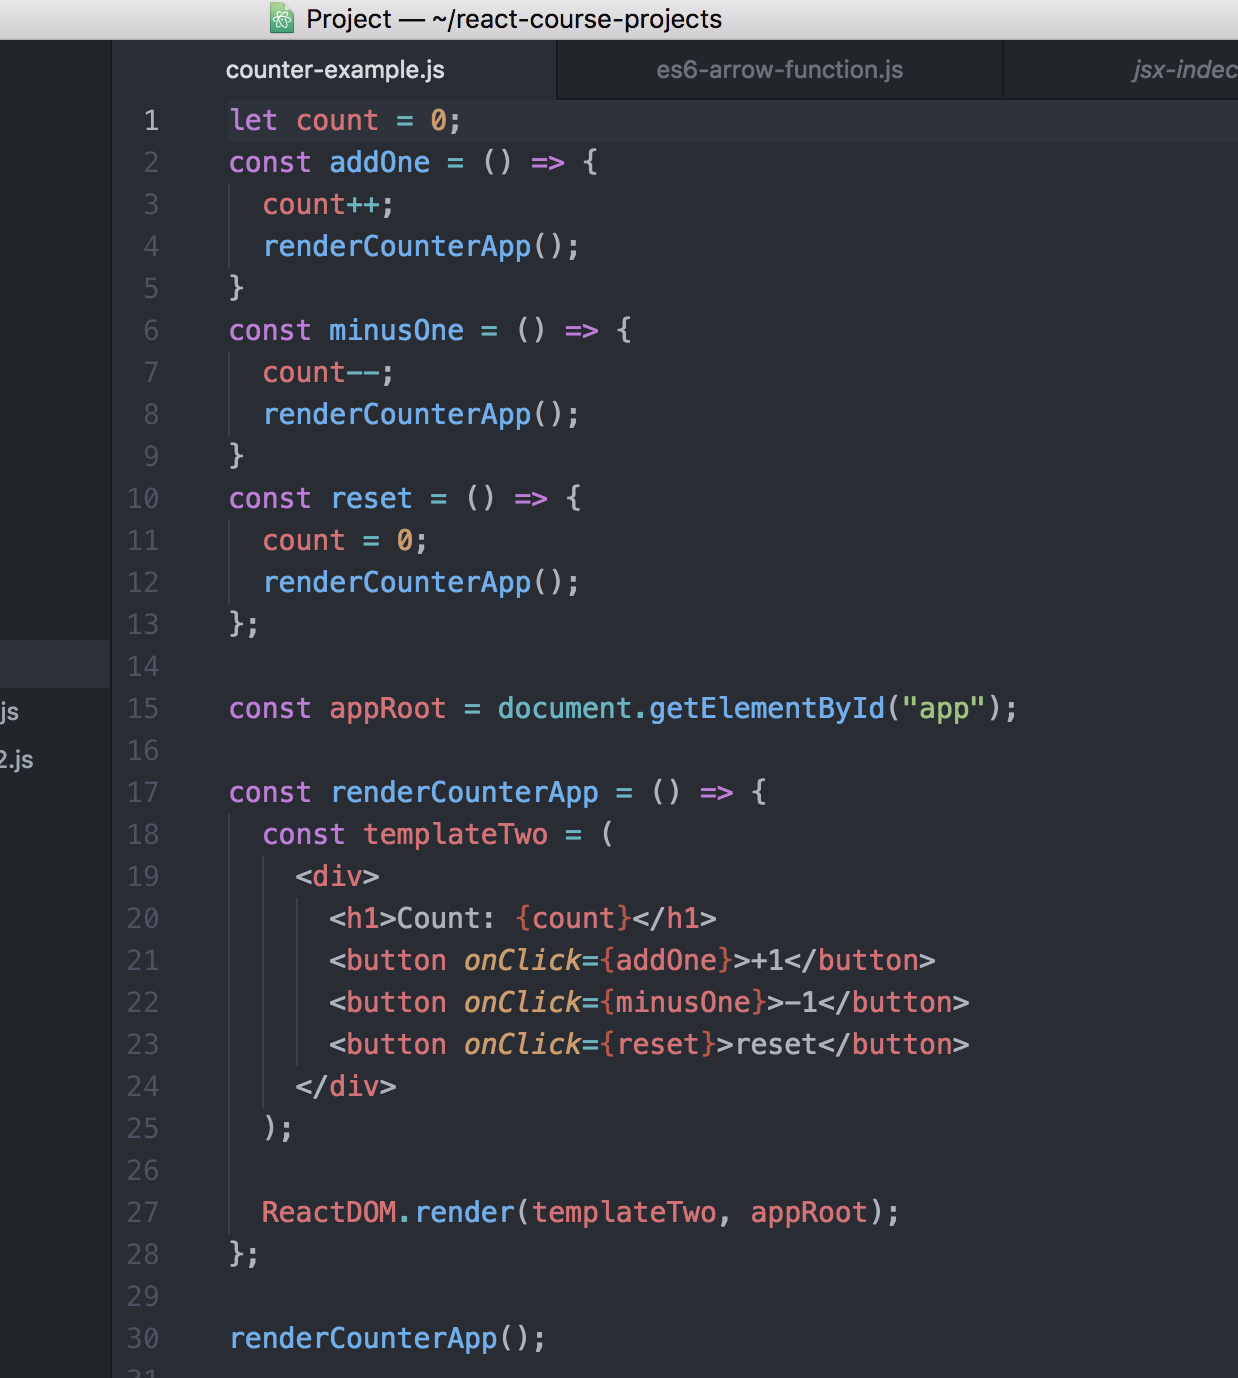 Project — ~/react-course-projects
counter-example.js es6-arrow-function.js jsx-indec
js
2.js
1 let count = 0;
2 const addOne = () => {
3 count++;
4 renderCounterApp();
5 }
6 const minusOne = () => {
7 count--;
8 renderCounterApp();
9 }
10 const reset = () => {
11 count = 0;
12 renderCounterApp();
13 };
14
15 const appRoot = document.getElementById("app");
16
17 const renderCounterApp = () => {
18 const templateTwo = (
19 <div>
20 <h1>Count: {count}</h1>
21 <button onClick={addOne}>+1</button>
22 <button onClick={minusOne}>-1</button>
23 <button onClick={reset}>reset</button>
24 </div>
25 );
26
27 ReactDOM.render(templateTwo, appRoot);
28 };
29
30 renderCounterApp();
31